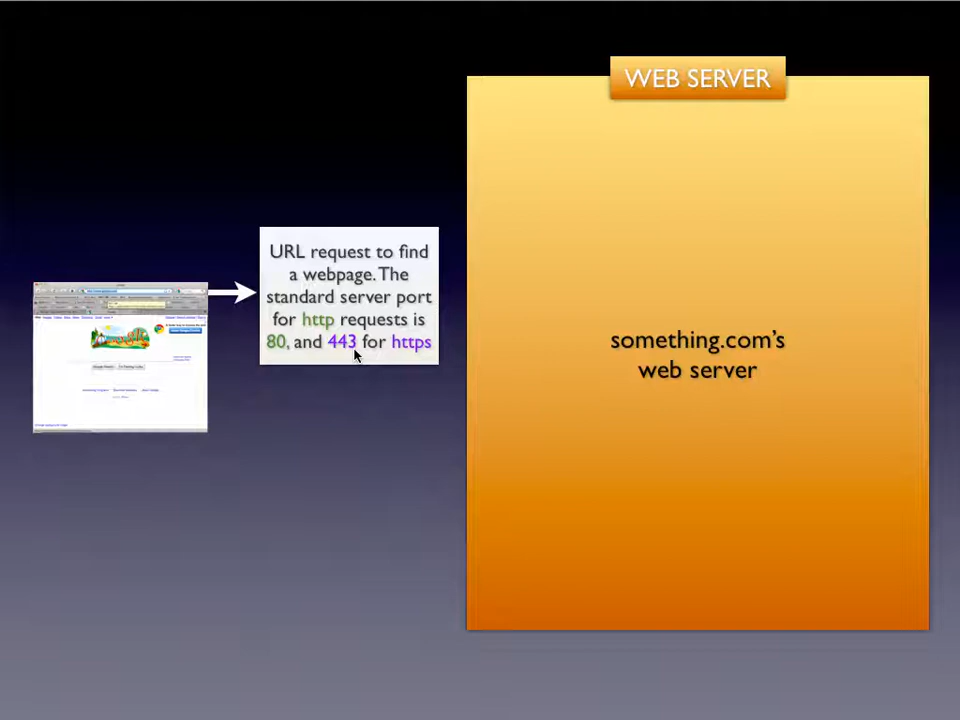 WEB SERVER
URL request to find
a webpage. The
standard server port
for http requests is
80, and 443 for https
something.com’s
web server